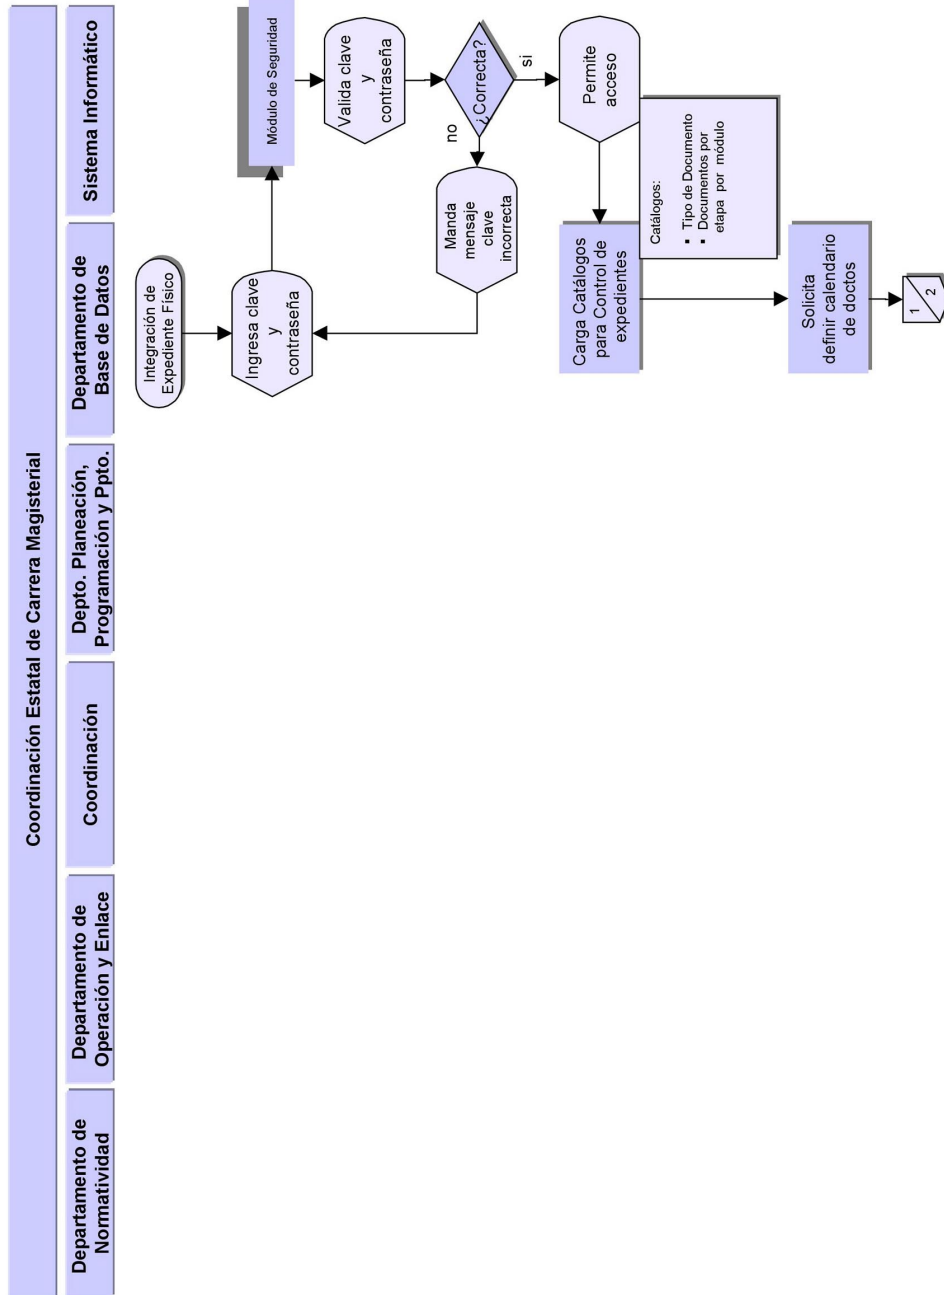 Coordinación Estatal de Carrera Magisterial
Departamento de
Normatividad
Departamento de
Operación y Enlace
Coordinación
Depto. Planeación,
Programación y Ppto.
Departamento de
Base de Datos
Sistema Informático
Integración de
Expediente Físico
Ingresa clave
y
contraseña
Módulo de Seguridad
Valida clave
y
contraseña
¿Correcta?
no
si
Manda
mensaje
clave
incorrecta
Permite
acceso
Carga Catálogos
para Control de
expedientes
Catálogos:
▪ Tipo de Documento
▪ Documentos por
etapa por módulo
Solicita
definir calendario
de doctos
1
2